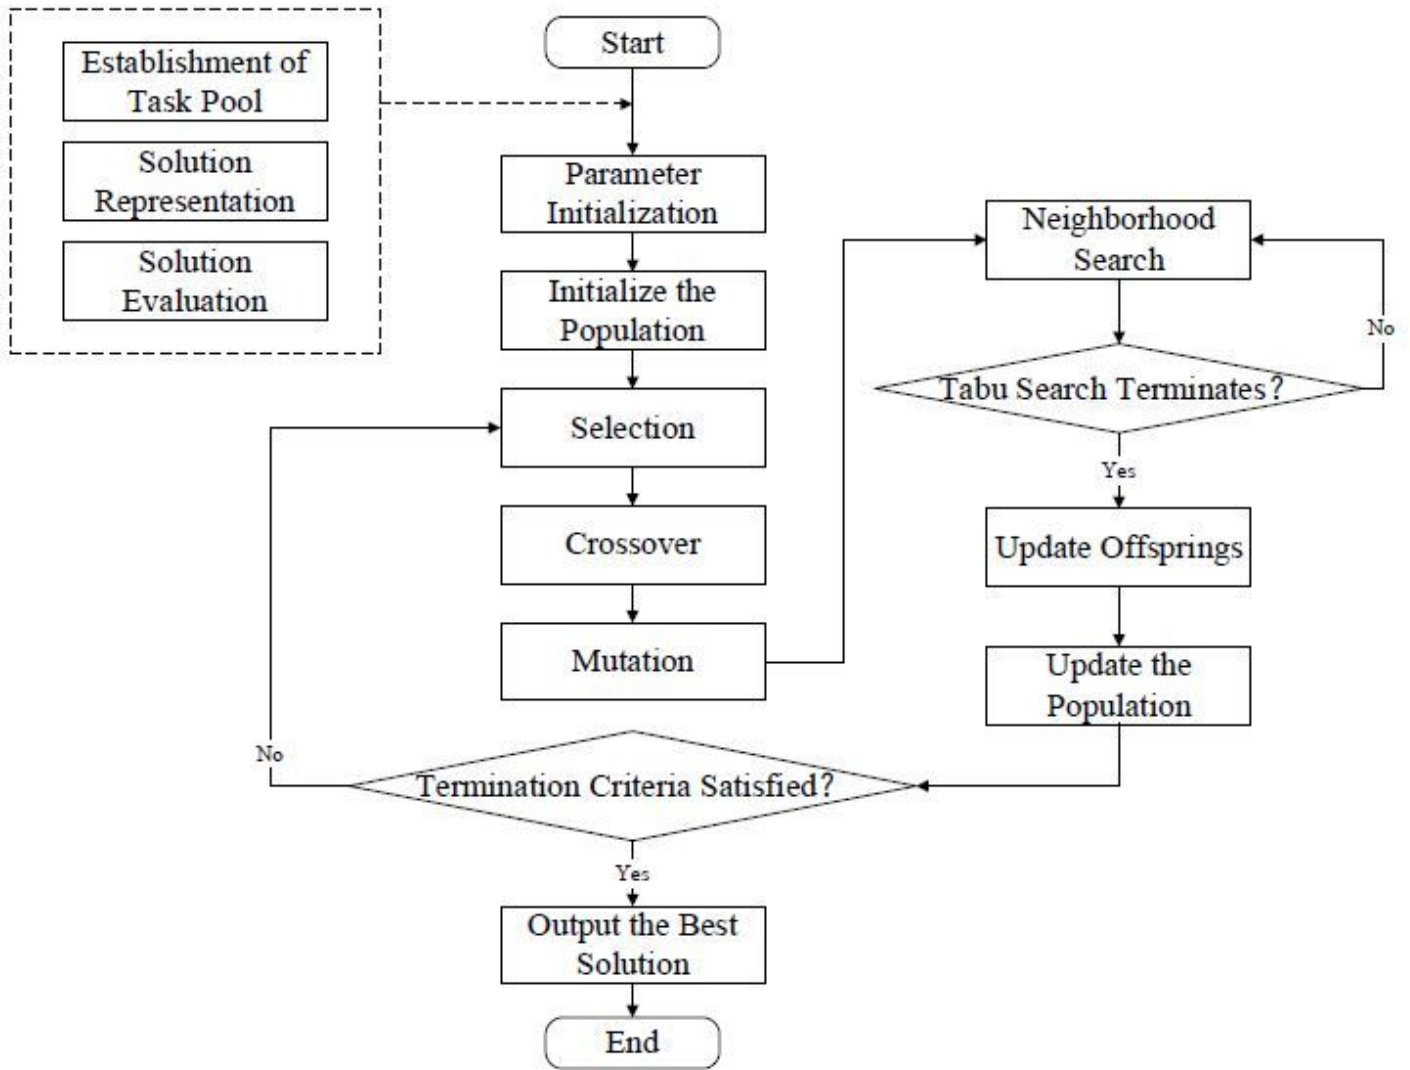 Establishment of
Task Pool
Solution
Representation
Solution
Evaluation
Start
Parameter
Initialization
Initialize the
Population
Selection
Crossover
Mutation
Neighborhood
Search
No
Tabu Search Terminates?
Yes
Update Offsprings
Update the
Population
No
Termination Criteria Satisfied?
Yes
Output the Best
Solution
End